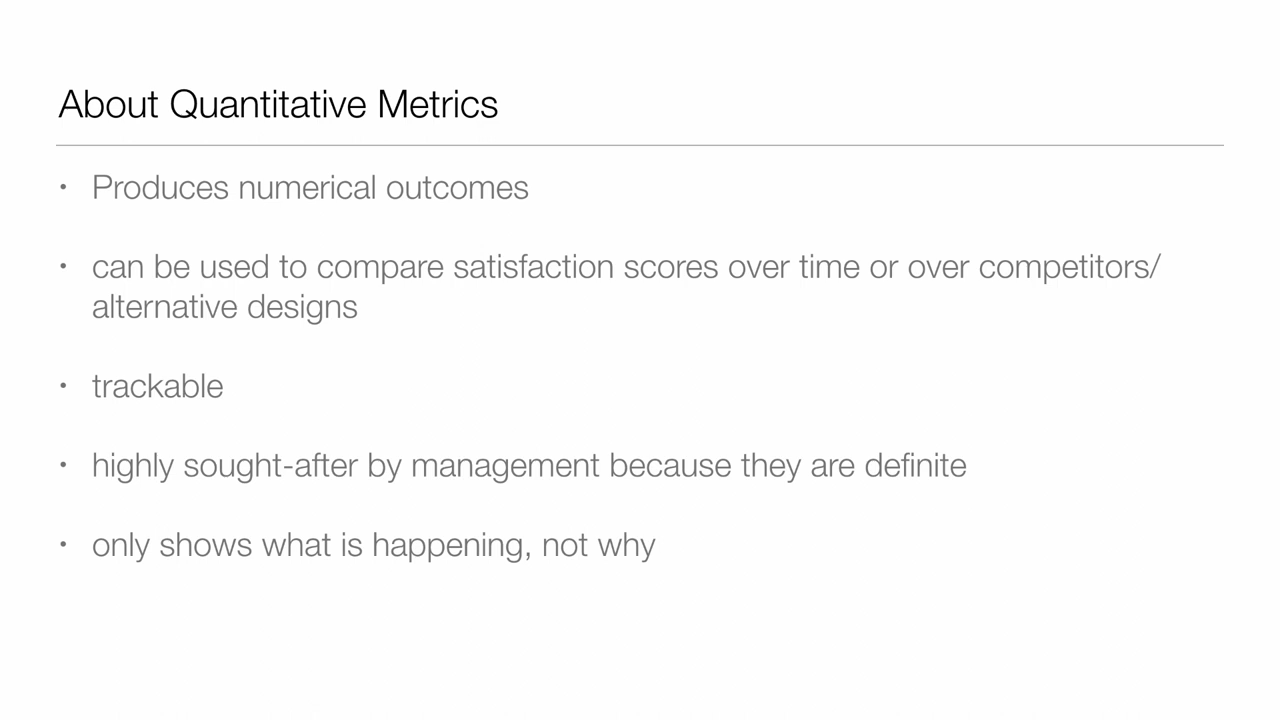 About Quantitative Metrics
• Produces numerical outcomes
• can be used to compare satisfaction scores over time or over competitors/
alternative designs
• trackable
• highly sought-after by management because they are definite
• only shows what is happening, not why